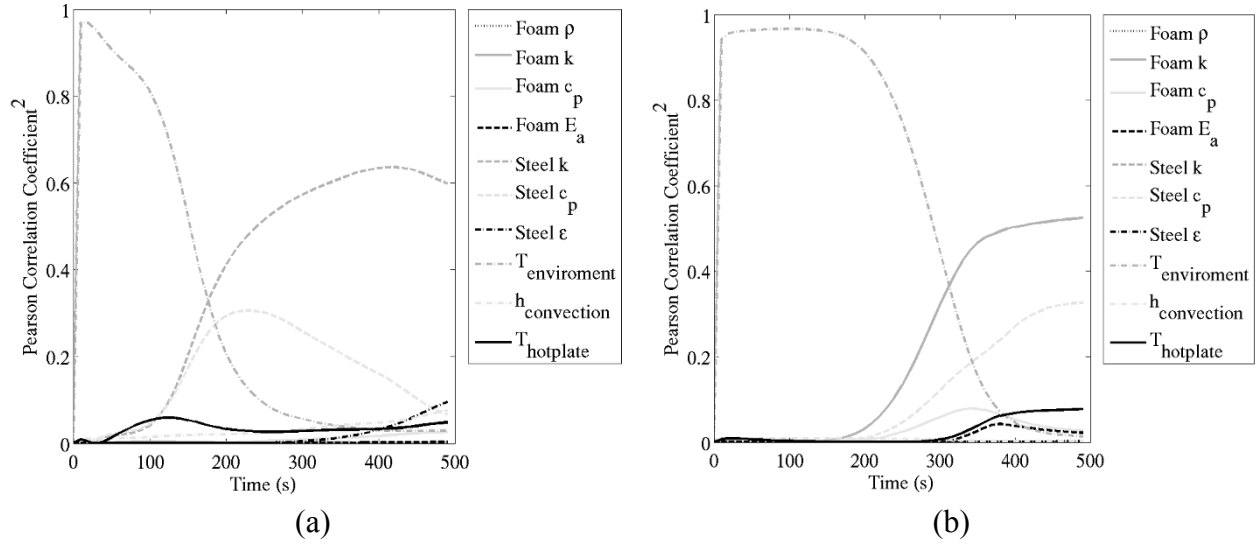 1
0.8
0.6
0.4
0.2
0
Pearson Correlation Coefficient2
0 100 200 300 400 500
Time (s)
Foam ρ
Foam k
Foam cp
Foam Ea
Steel k
Steel cp
Steel ε
Tenviroment
hconvection
Thotplate
(a)
1
0.8
0.6
0.4
0.2
0
Pearson Correlation Coefficient2
0 100 200 300 400 500
Time (s)
Foam ρ
Foam k
Foam cp
Foam Ea
Steel k
Steel cp
Steel ε
Tenviroment
hconvection
Thotplate
(b)